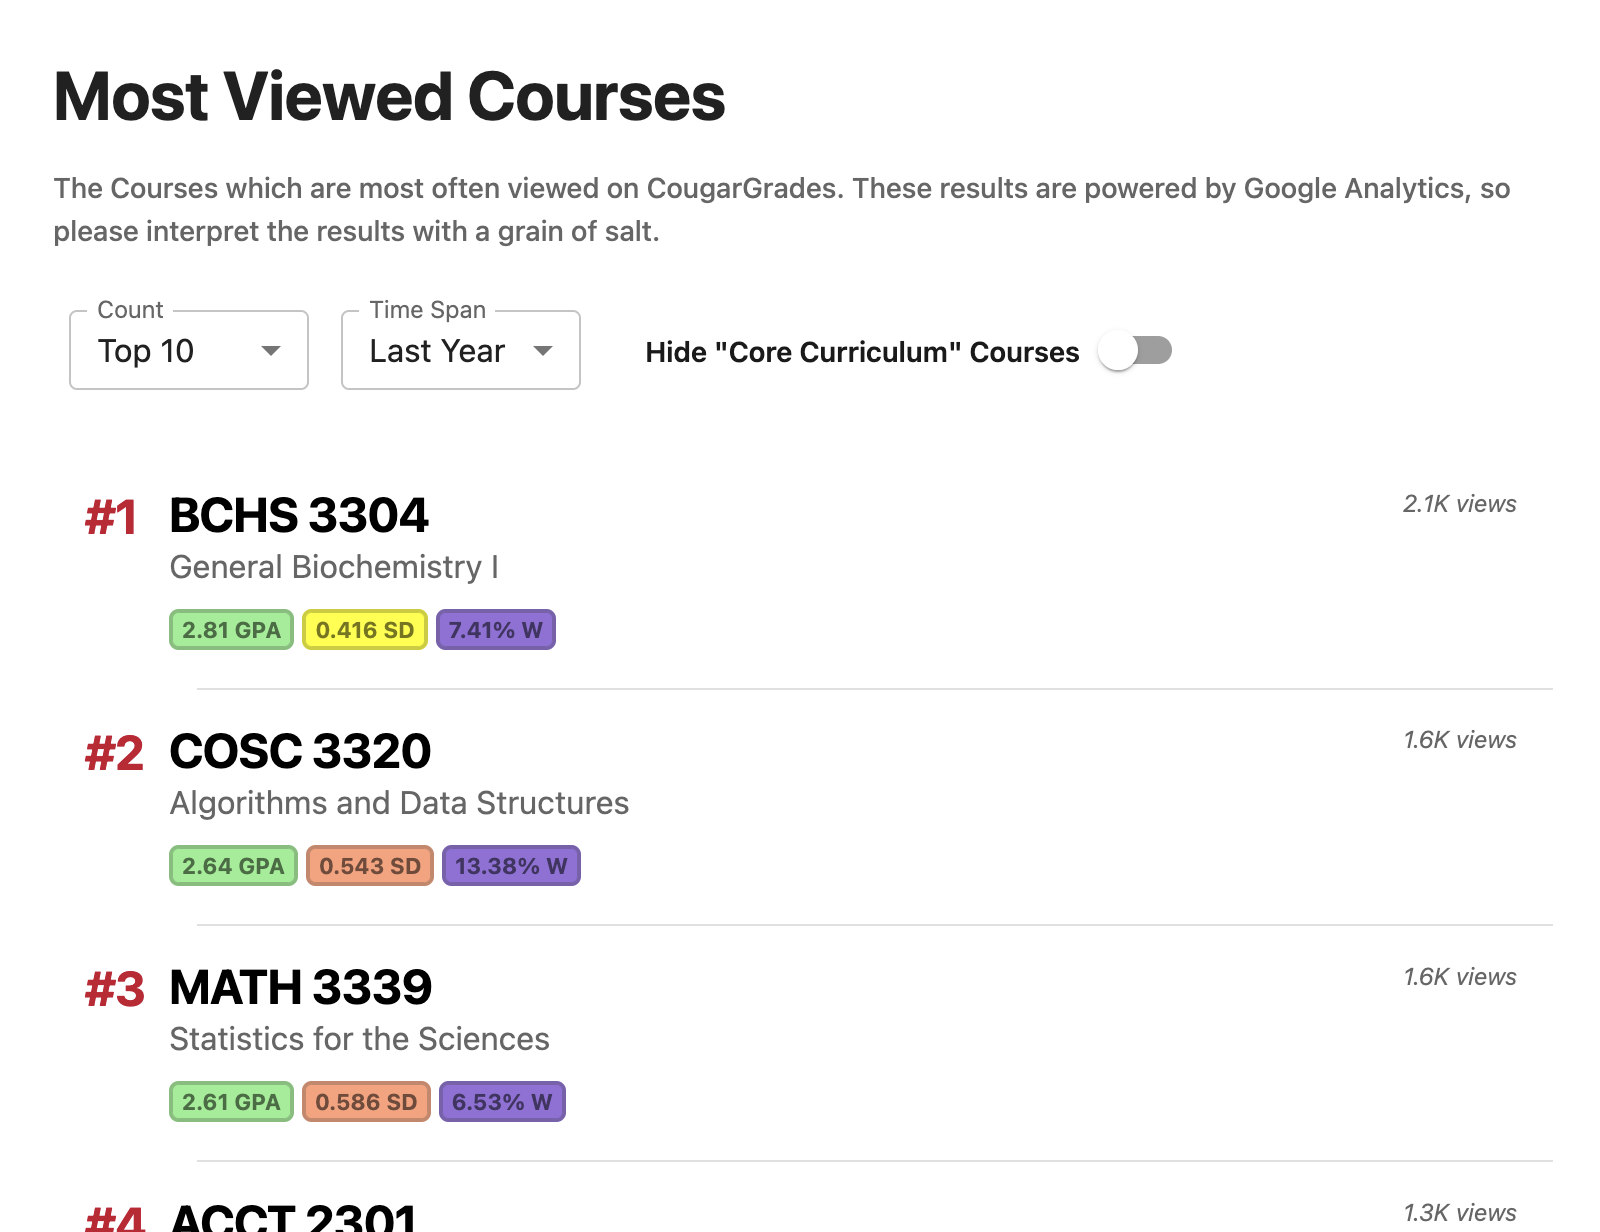 Most Viewed Courses
The Courses which are most often viewed on CougarGrades. These results are powered by Google Analytics, so
please interpret the results with a grain of salt.
Count
Top 10
Time Span
Last Year
Hide "Core Curriculum" Courses
#1 BCHS 3304 2.1K views
General Biochemistry I
2.81 GPA 0.416 SD 7.41% W
#2 COSC 3320 1.6K views
Algorithms and Data Structures
2.64 GPA 0.543 SD 13.38% W
#3 MATH 3339 1.6K views
Statistics for the Sciences
2.61 GPA 0.586 SD 6.53% W
#4 ACCT 2301 1.3K views